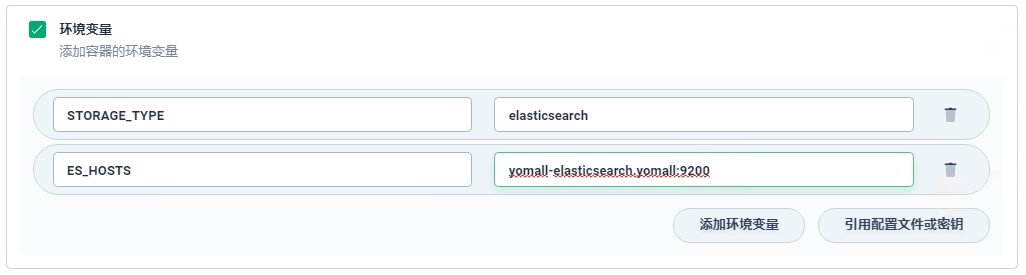 环境变量
添加容器的环境变量
STORAGE_TYPE elasticsearch
ES_HOSTS yomall-elasticsearch.yomall:9200
添加环境变量 引用配置文件或密钥